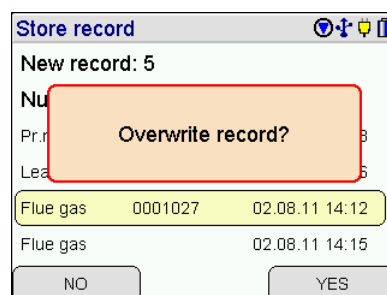 Store record
New record: 5
Nu
Overwrite record?
Pr.r
Lea
Flue gas 0001027 02.08.11 14:12
Flue gas 02.08.11 14:15
NO YES